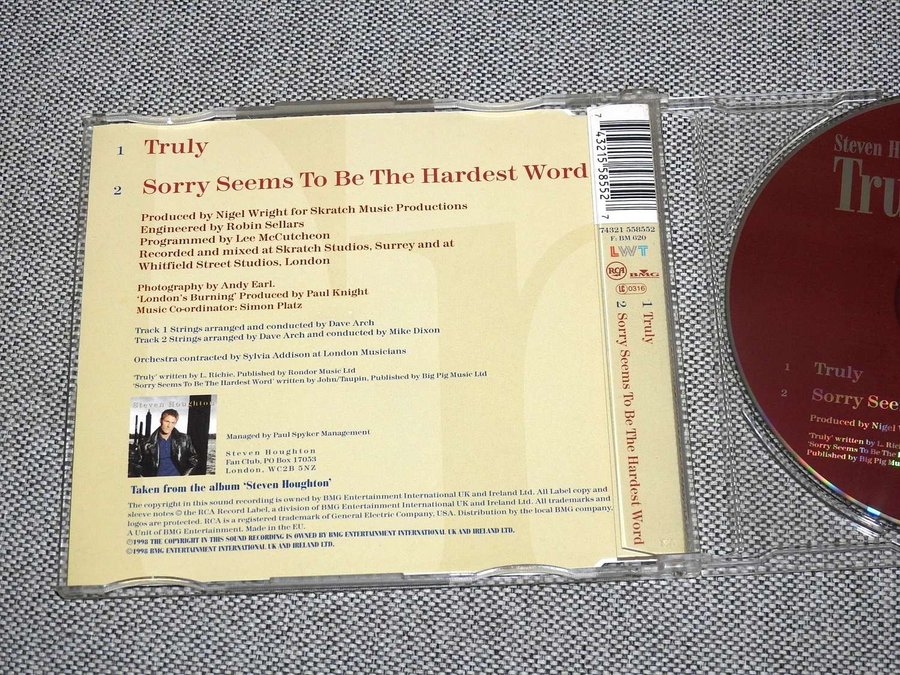 1 Truly
2 Sorry Seems To Be The Hardest Word
Produced by Nigel Wright for Skratch Music Productions
Engineered by Robin Sellars
Programmed by Lee McCutcheon
Recorded and mixed at Skratch Studios, Surrey and at
Whitfield Street Studios, London
Photography by Andy Earl.
'London's Burning' Produced by Paul Knight
Music Co-ordinator: Simon Platz
Track 1 Strings arranged and conducted by Dave Arch
Track 2 Strings arranged by Dave Arch and conducted by Mike Dixon
Orchestra contracted by Sylvia Addison at London Musicians
'Truly' written by L. Richie, Published by Rondor Music Ltd
'Sorry Seems To Be The Hardest Word' written by John/Taupin, Published by Big Pig Music Ltd
Steven Houghton
Managed by Paul Spyker Management
Steven Houghton
Fan Club, PO Box 17053
London, WC2B 5NZ
Taken from the album 'Steven Houghton'
The copyright in this sound recording is owned by BMG Entertainment International UK and Ireland Ltd. All Label copy and
sleeve notes © the RCA Record Label, a division of BMG Entertainment International UK and Ireland Ltd. All trademarks and
logos are protected. RCA is a registered trademark of General Electric Company, USA. Distribution by the local BMG company.
A Unit of BMG Entertainment. Made in the EU.
℗1998 THE COPYRIGHT IN THIS SOUND RECORDING IS OWNED BY BMG ENTERTAINMENT INTERNATIONAL UK AND IRELAND LTD.
©1998 BMG ENTERTAINMENT INTERNATIONAL UK AND IRELAND LTD.
7 43215 58552 7
74321 558552
F: BM 620
LWT
RCA BMG
LC 0316
1 Truly
2 Sorry Seems To Be The Hardest Word
Steven H
Tru
1 Truly
2 Sorry See
Produced by Nigel W
'Truly' written by L. Rich
'Sorry Seems To Be The H
Published by Big Pig Mus